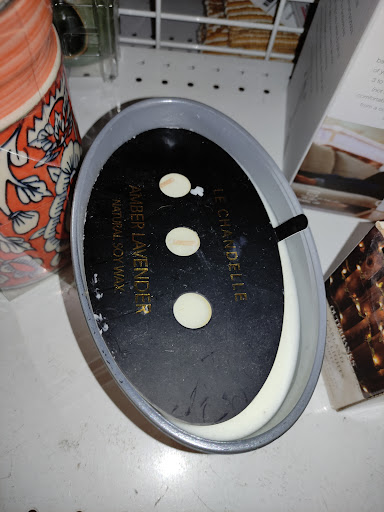 LE CHANDELLE
AMBER LAVENDER
NATURAL SOY WAX